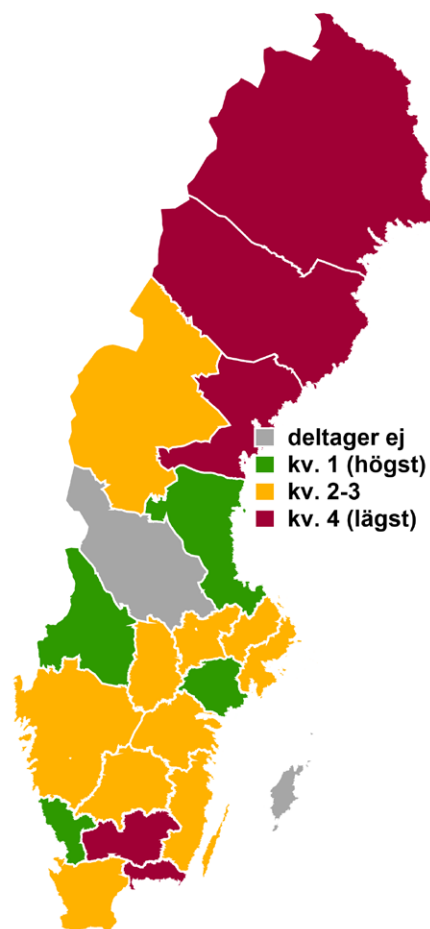 deltager ej
kv. 1 (högst)
kv. 2-3
kv. 4 (lägst)